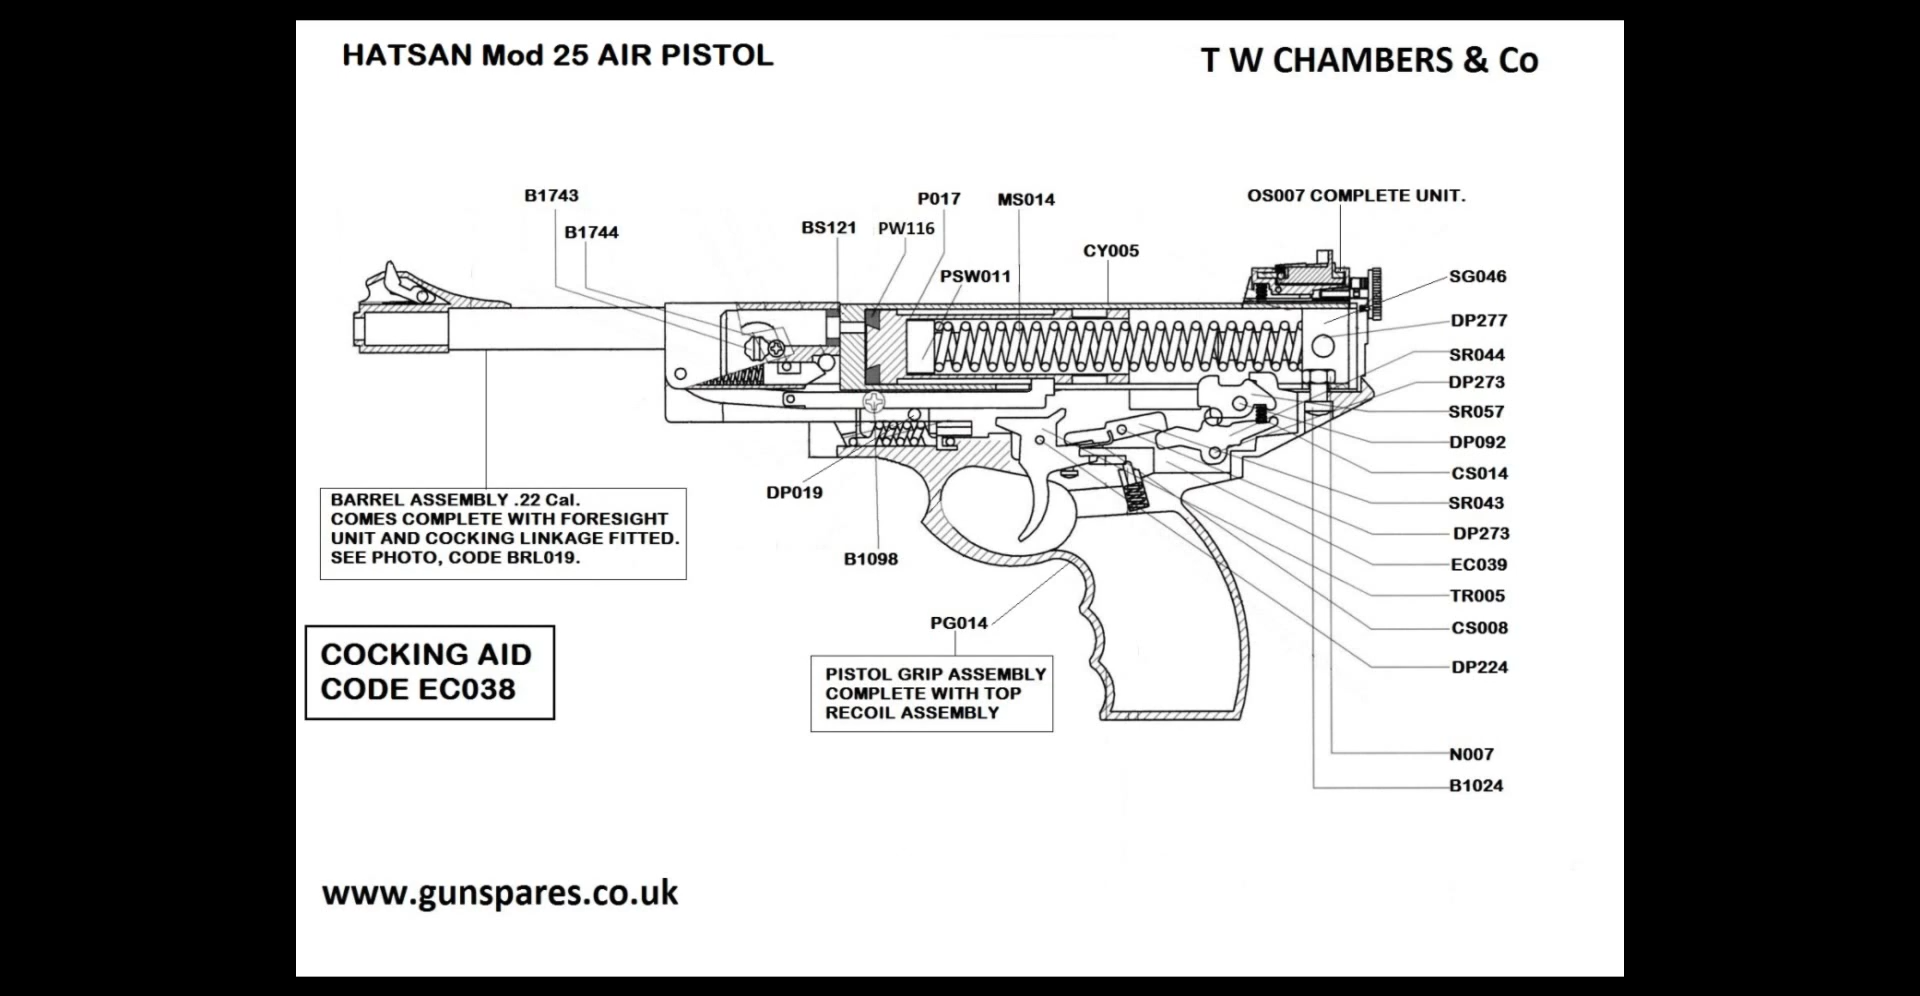 HATSAN Mod 25 AIR PISTOL
T W CHAMBERS & Co
B1743
B1744
BS121
PW116
P017
MS014
PSW011
CY005
OS007 COMPLETE UNIT.
SG046
DP277
SR044
DP273
SR057
DP092
CS014
SR043
DP273
EC039
TR005
CS008
DP224
N007
B1024
DP019
B1098
BARREL ASSEMBLY .22 Cal.
COMES COMPLETE WITH FORESIGHT
UNIT AND COCKING LINKAGE FITTED.
SEE PHOTO, CODE BRL019.
PG014
PISTOL GRIP ASSEMBLY
COMPLETE WITH TOP
RECOIL ASSEMBLY
COCKING AID
CODE EC038
www.gunspares.co.uk